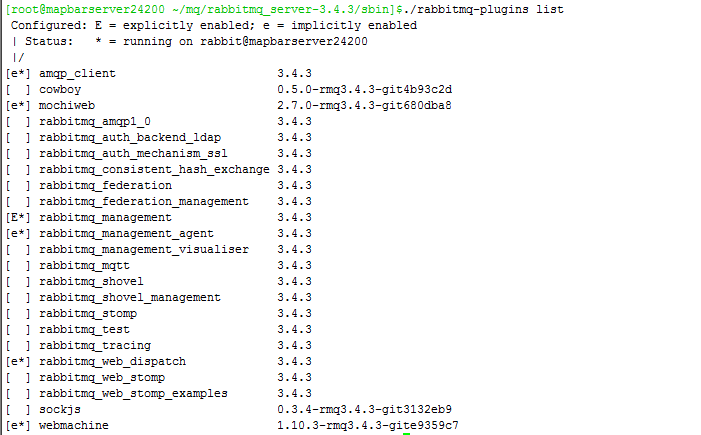 [root@mapbarserver24200 ~/mq/rabbitmq_server-3.4.3/sbin]$./rabbitmq-plugins list
 Configured: E = explicitly enabled; e = implicitly enabled
 | Status:   * = running on rabbit@mapbarserver24200
 |/
[e*] amqp_client                       3.4.3
[  ] cowboy                            0.5.0-rmq3.4.3-git4b93c2d
[e*] mochiweb                          2.7.0-rmq3.4.3-git680dba8
[  ] rabbitmq_amqp1_0                  3.4.3
[  ] rabbitmq_auth_backend_ldap        3.4.3
[  ] rabbitmq_auth_mechanism_ssl       3.4.3
[  ] rabbitmq_consistent_hash_exchange 3.4.3
[  ] rabbitmq_federation               3.4.3
[  ] rabbitmq_federation_management    3.4.3
[E*] rabbitmq_management               3.4.3
[e*] rabbitmq_management_agent         3.4.3
[  ] rabbitmq_management_visualiser    3.4.3
[  ] rabbitmq_mqtt                     3.4.3
[  ] rabbitmq_shovel                   3.4.3
[  ] rabbitmq_shovel_management        3.4.3
[  ] rabbitmq_stomp                    3.4.3
[  ] rabbitmq_test                     3.4.3
[  ] rabbitmq_tracing                  3.4.3
[e*] rabbitmq_web_dispatch             3.4.3
[  ] rabbitmq_web_stomp                3.4.3
[  ] rabbitmq_web_stomp_examples       3.4.3
[  ] sockjs                            0.3.4-rmq3.4.3-git3132eb9
[e*] webmachine                        1.10.3-rmq3.4.3-gite9359c7